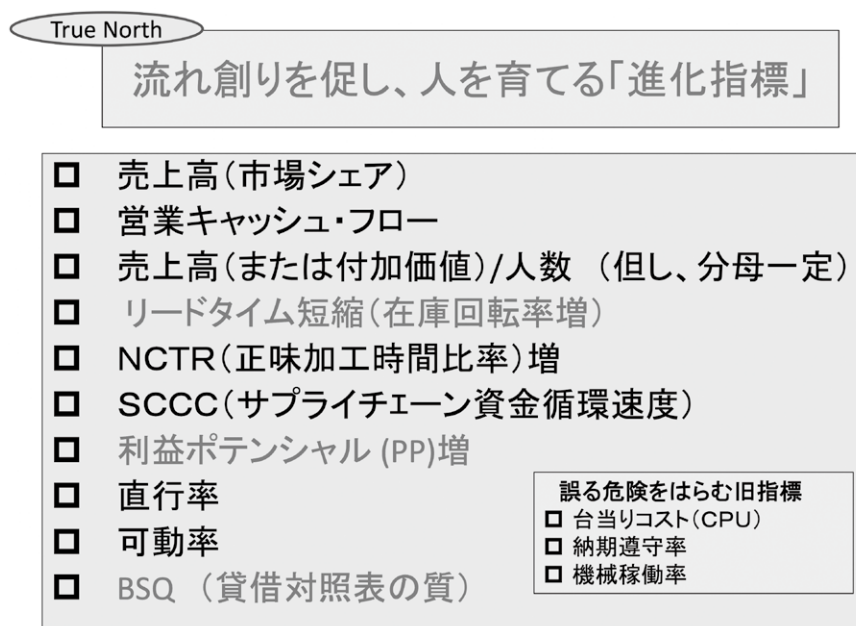 True North
流れ創りを促し、人を育てる「進化指標」
□ 売上高(市場シェア)
□ 営業キャッシュ・フロー
□ 売上高(または付加価値)/人数 (但し、分母一定)
□ リードタイム短縮(在庫回転率増)
□ NCTR(正味加工時間比率)増
□ SCCC(サプライチェーン資金循環速度)
□ 利益ポテンシャル (PP)増
□ 直行率
□ 可動率
□ BSQ (貸借対照表の質)
誤る危険をはらむ旧指標
□ 台当りコスト(CPU)
□ 納期遵守率
□ 機械稼働率